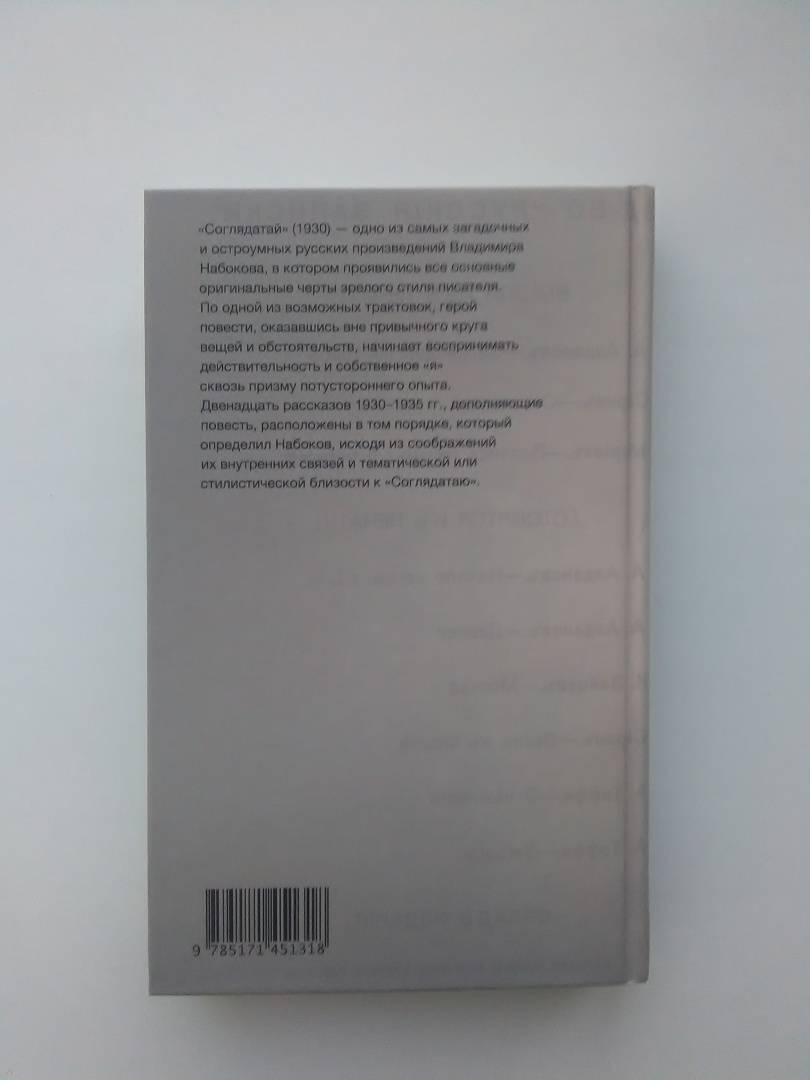 «Соглядатай» (1930) — одно из самых загадочных
и остроумных русских произведений Владимира
Набокова, в котором проявились все основные
оригинальные черты зрелого стиля писателя.
По одной из возможных трактовок, герой
повести, оказавшись вне привычного круга
вещей и обстоятельств, начинает воспринимать
действительность и собственное «я»
сквозь призму потустороннего опыта.
Двенадцать рассказов 1930–1935 гг., дополняющие
повесть, расположены в том порядке, который
определил Набоков, исходя из соображений
их внутренних связей и тематической или
стилистической близости к «Соглядатаю».
9 785171 451318